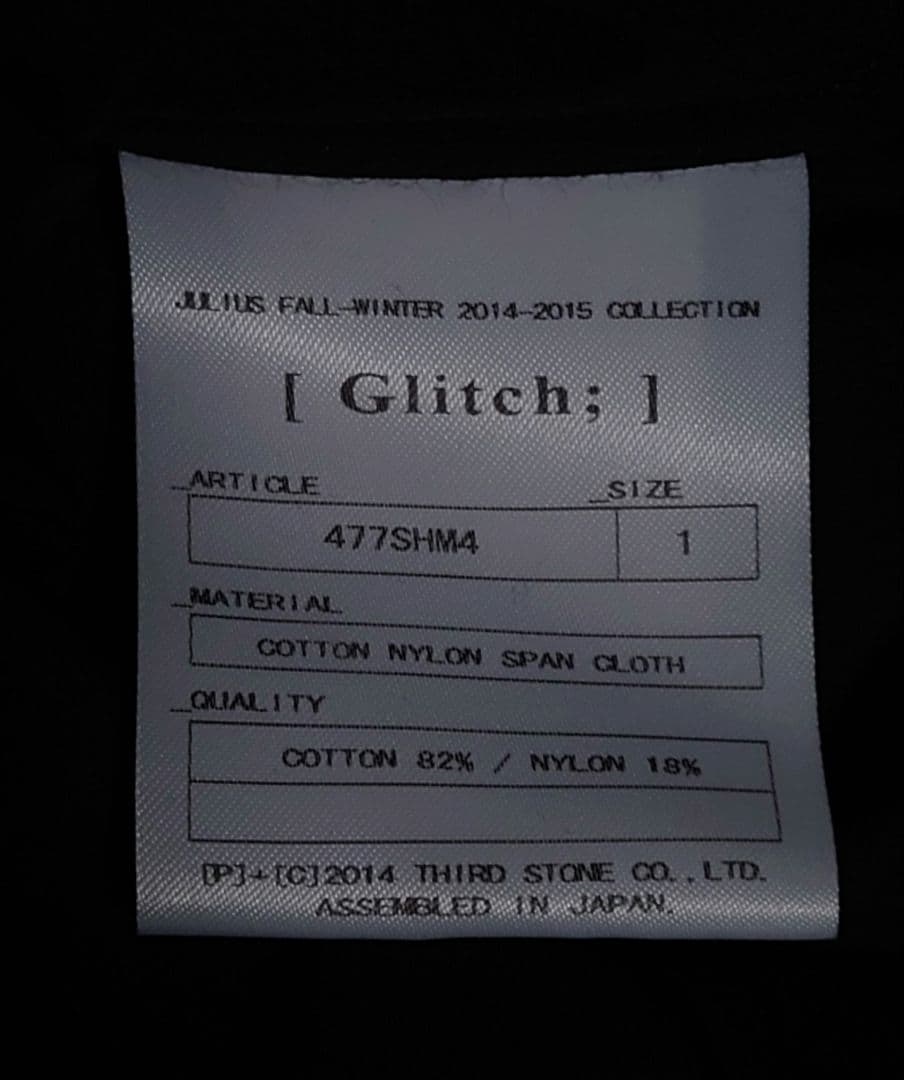 JULIUS FALL-WINTER 2014-2015 COLLECTION
[ Glitch; ]
_ARTICLE _SIZE
477SHM4 1
_MATERIAL
COTTON NYLON SPAN CLOTH
_QUALITY
COTTON 82% / NYLON 18%
[P]+[C]2014 THIRD STONE CO.,LTD.
ASSEMBLED IN JAPAN.